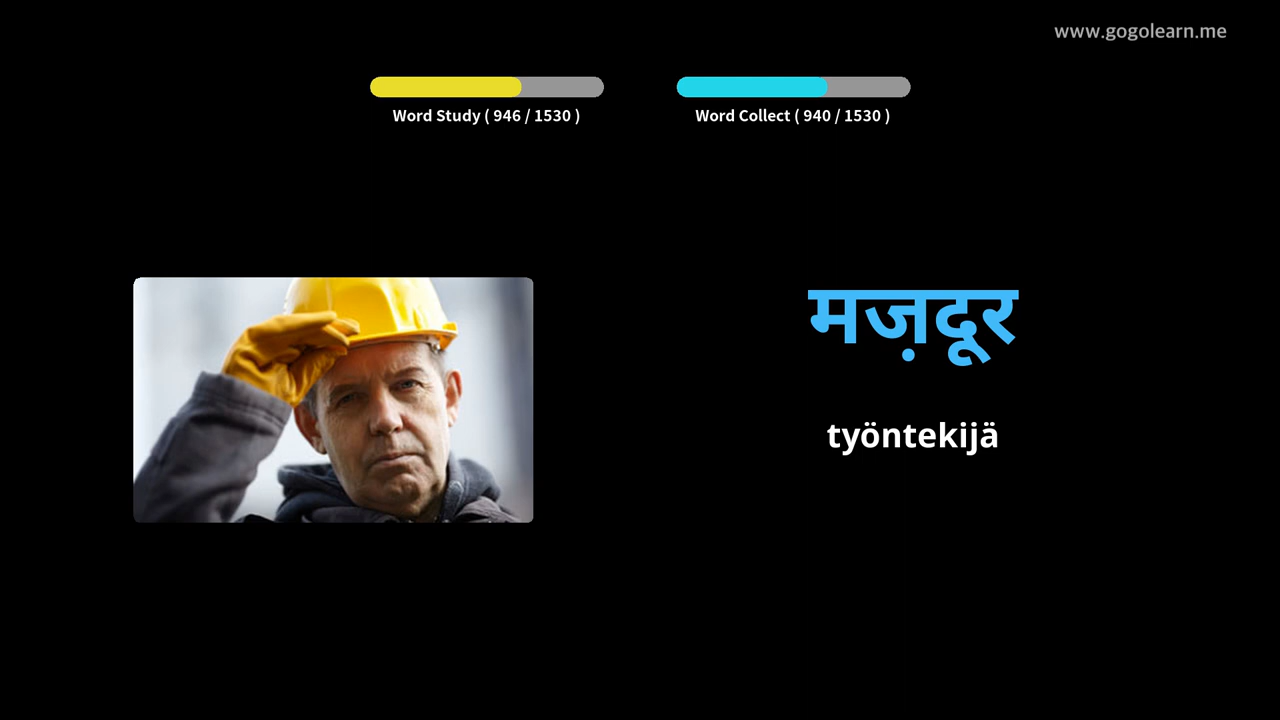 www.gogolearn.me
Word Study ( 946 / 1530 )
Word Collect ( 940 / 1530 )
मज़दूर
työntekijä